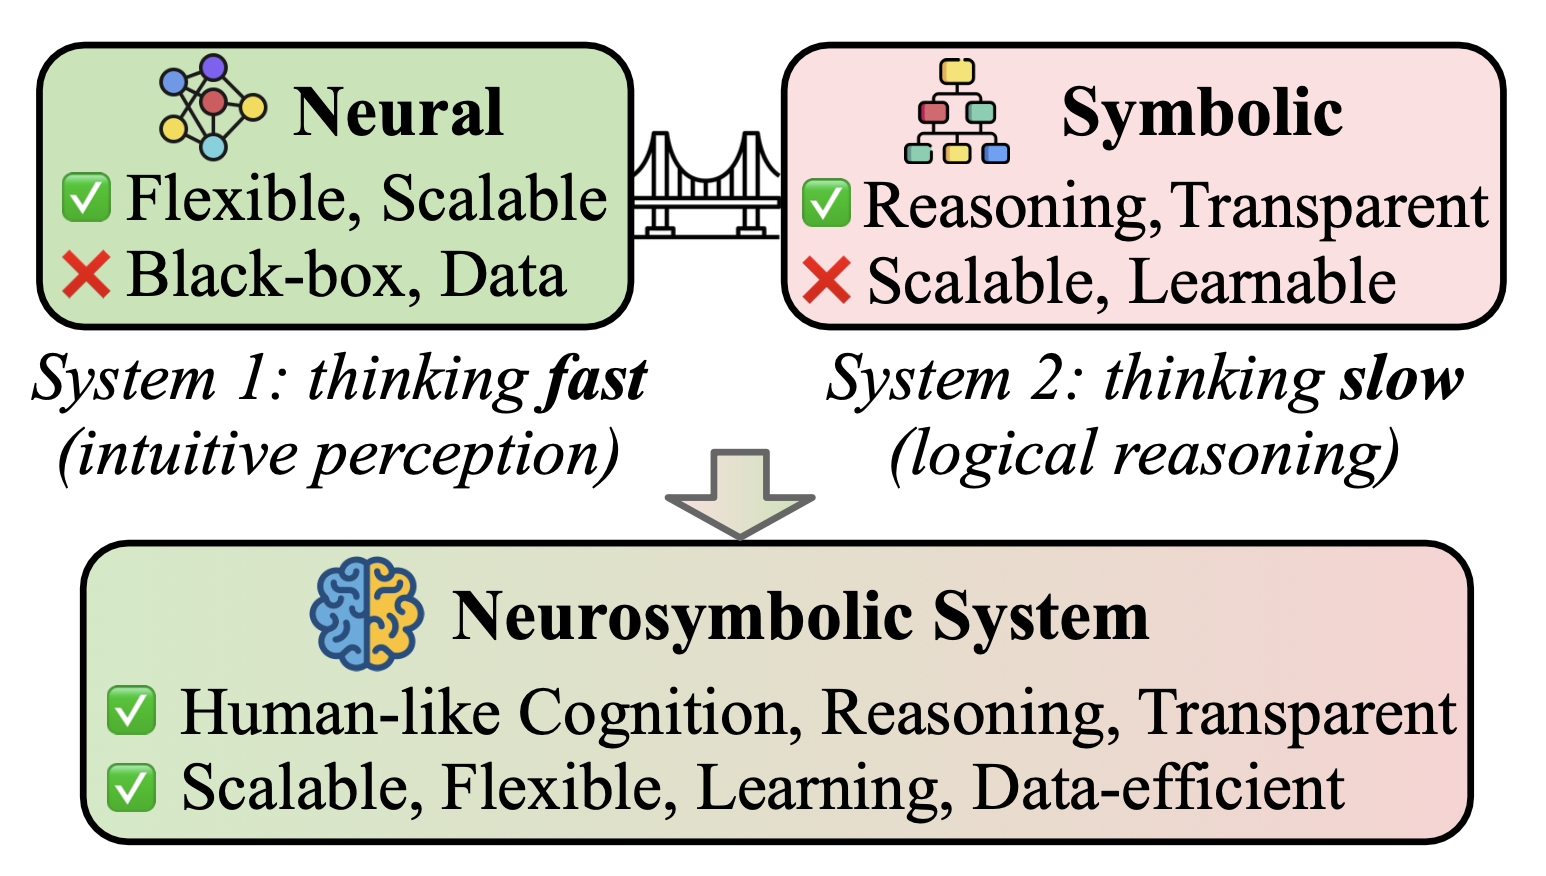 Neural
✅ Flexible, Scalable
❌ Black-box, Data
System 1: thinking fast
(intuitive perception)
Symbolic
✅ Reasoning, Transparent
❌ Scalable, Learnable
System 2: thinking slow
(logical reasoning)
Neurosymbolic System
✅ Human-like Cognition, Reasoning, Transparent
✅ Scalable, Flexible, Learning, Data-efficient